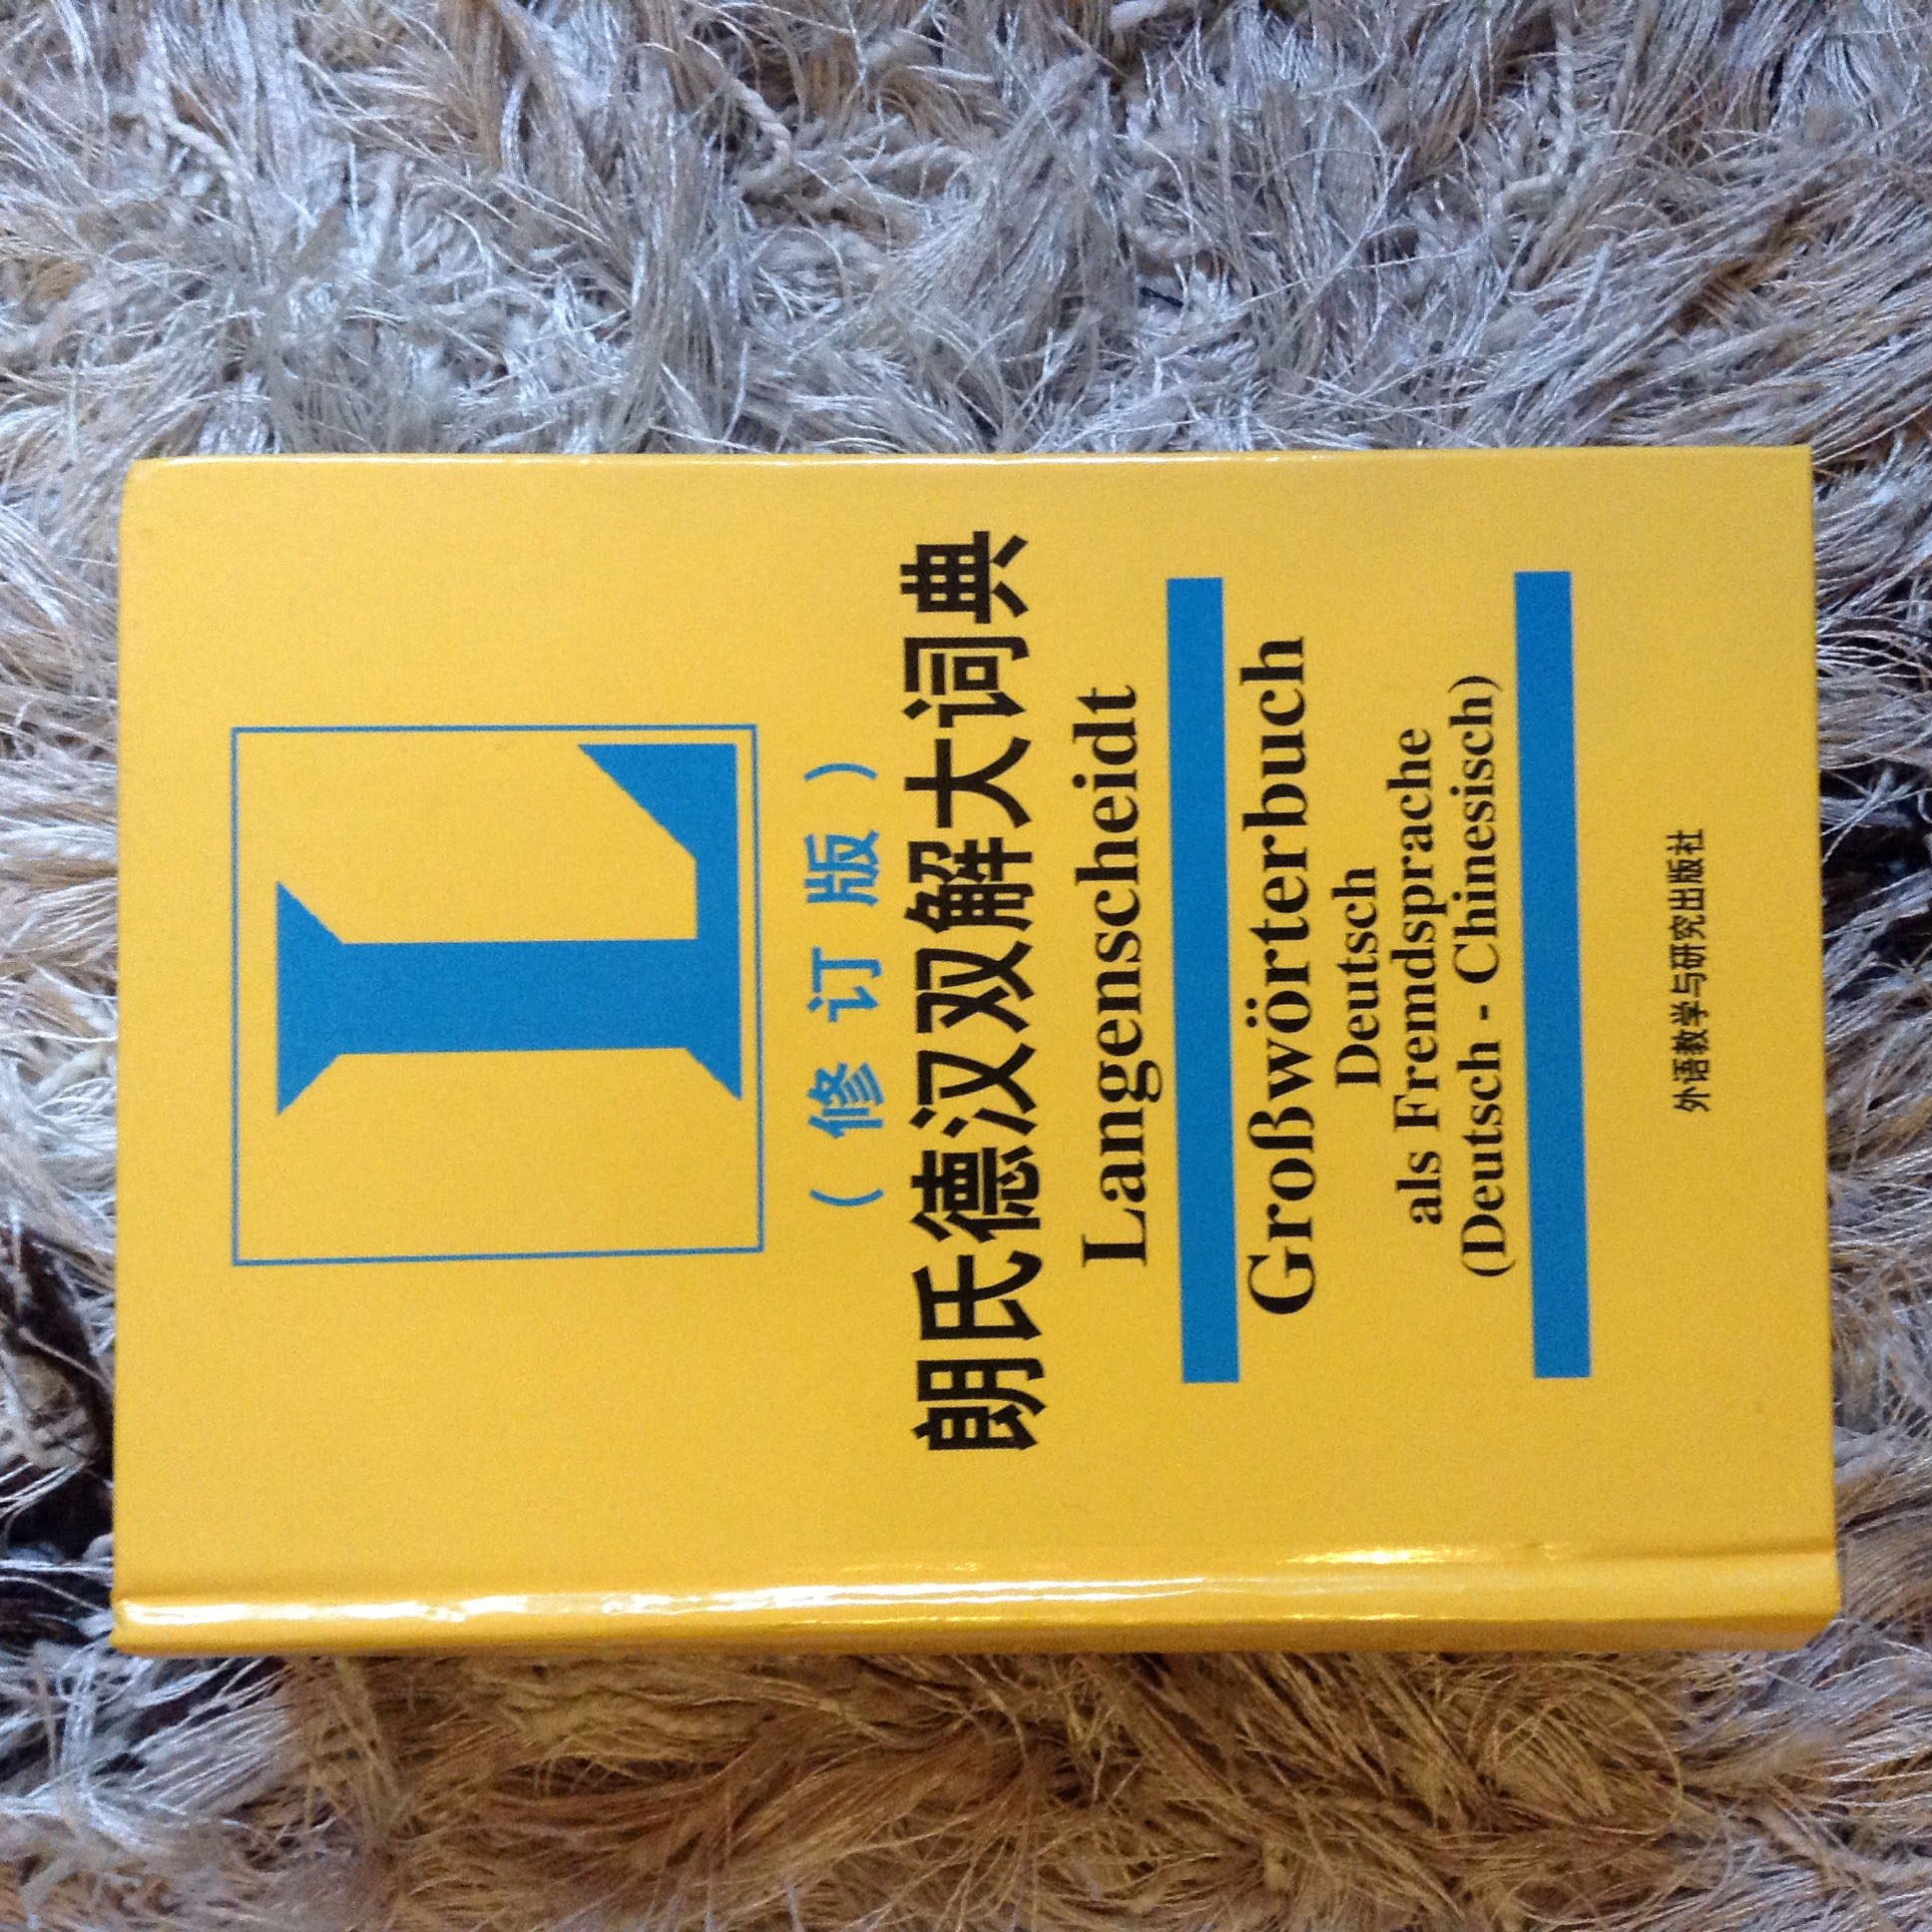 L
(修订版)
朗氏德汉双解大词典
Langenscheidt
Großwörterbuch
Deutsch
als Fremdsprache
(Deutsch - Chinesisch)
外语教学与研究出版社